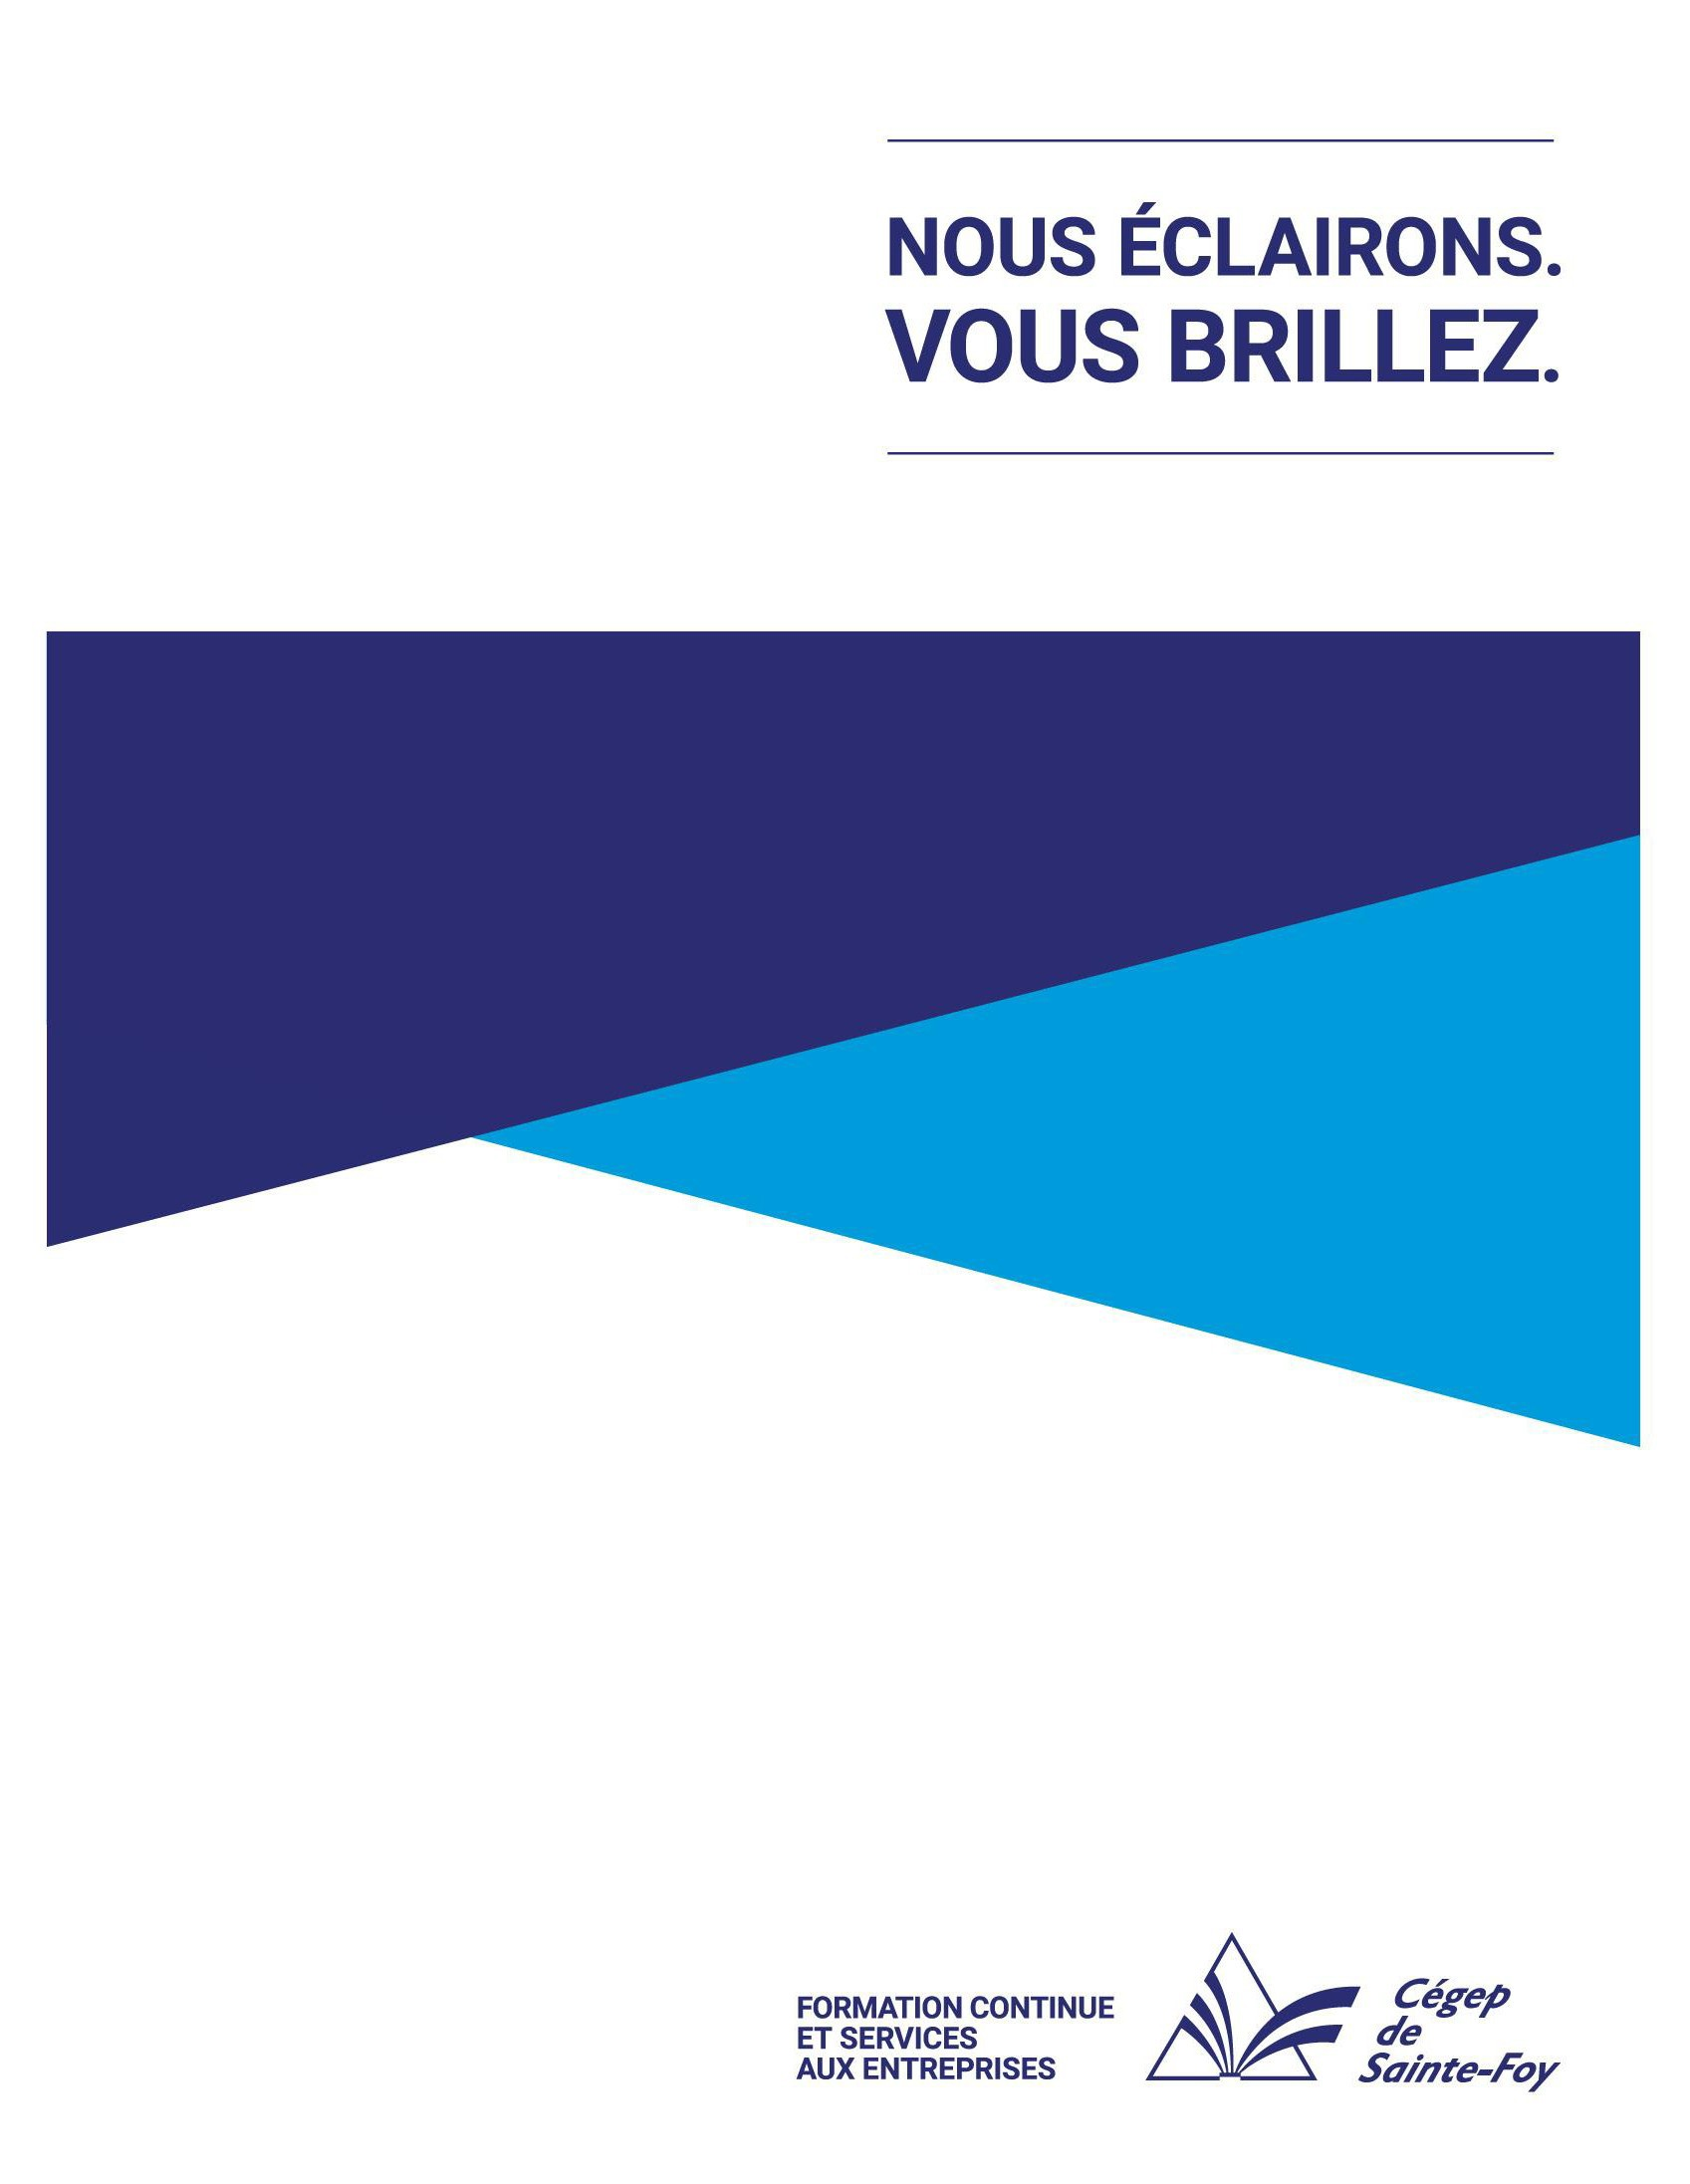 NOUS ÉCLAIRONS.
VOUS BRILLEZ.
FORMATION CONTINUE
ET SERVICES
AUX ENTREPRISES
Cégep
de
Sainte-Foy